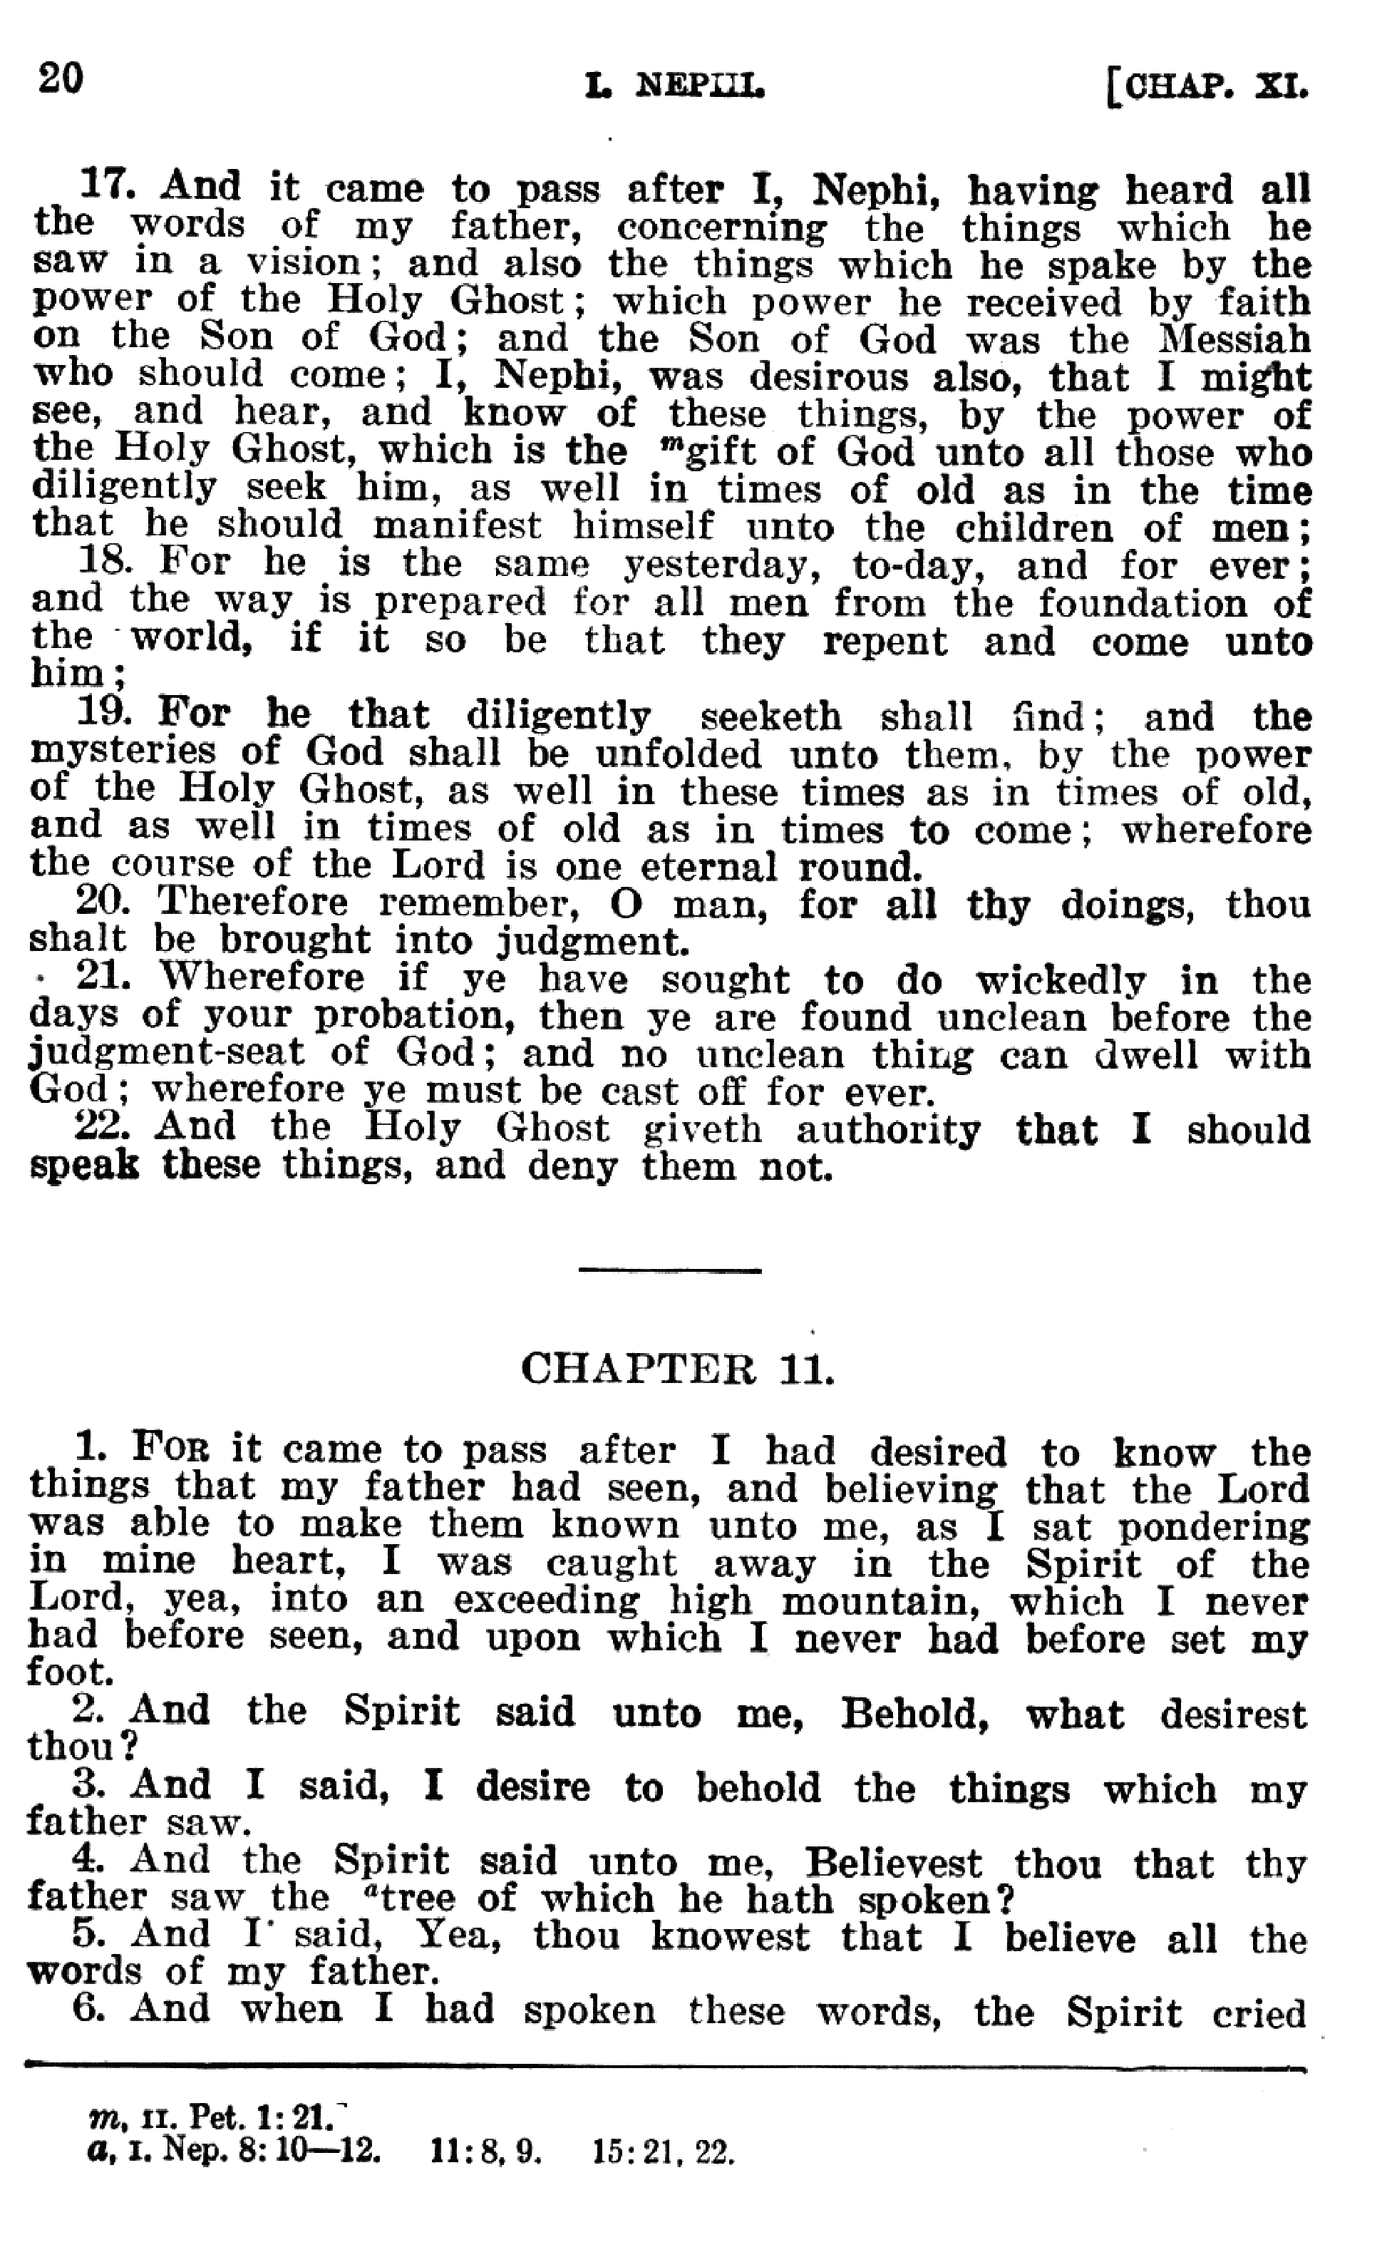 20 I. NEPHI. [CHAP. XI.
17. And it came to pass after I, Nephi, having heard all
the words of my father, concerning the things which he
saw in a vision; and also the things which he spake by the
power of the Holy Ghost; which power he received by faith
on the Son of God; and the Son of God was the Messiah
who should come; I, Nephi, was desirous also, that I might
see, and hear, and know of these things, by the power of
the Holy Ghost, which is the ᵐgift of God unto all those who
diligently seek him, as well in times of old as in the time
that he should manifest himself unto the children of men;
18. For he is the same yesterday, to-day, and for ever;
and the way is prepared for all men from the foundation of
the world, if it so be that they repent and come unto
him;
19. For he that diligently seeketh shall find; and the
mysteries of God shall be unfolded unto them, by the power
of the Holy Ghost, as well in these times as in times of old,
and as well in times of old as in times to come; wherefore
the course of the Lord is one eternal round.
20. Therefore remember, O man, for all thy doings, thou
shalt be brought into judgment.
21. Wherefore if ye have sought to do wickedly in the
days of your probation, then ye are found unclean before the
judgment-seat of God; and no unclean thing can dwell with
God; wherefore ye must be cast off for ever.
22. And the Holy Ghost giveth authority that I should
speak these things, and deny them not.
CHAPTER 11.
1. FOR it came to pass after I had desired to know the
things that my father had seen, and believing that the Lord
was able to make them known unto me, as I sat pondering
in mine heart, I was caught away in the Spirit of the
Lord, yea, into an exceeding high mountain, which I never
had before seen, and upon which I never had before set my
foot.
2. And the Spirit said unto me, Behold, what desirest
thou?
3. And I said, I desire to behold the things which my
father saw.
4. And the Spirit said unto me, Believest thou that thy
father saw the ᵃtree of which he hath spoken?
5. And I said, Yea, thou knowest that I believe all the
words of my father.
6. And when I had spoken these words, the Spirit cried
m, II. Pet. 1: 21.
a, I. Nep. 8: 10—12. 11: 8, 9. 15: 21, 22.